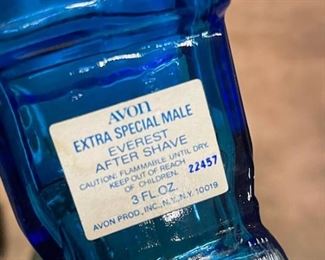 AVON
EXTRA SPECIAL MALE
EVEREST
AFTER SHAVE
CAUTION: FLAMMABLE UNTIL DRY.
KEEP OUT OF REACH
OF CHILDREN. 22457
3 FL. OZ.
AVON PROD., INC., N.Y., N.Y. 10019